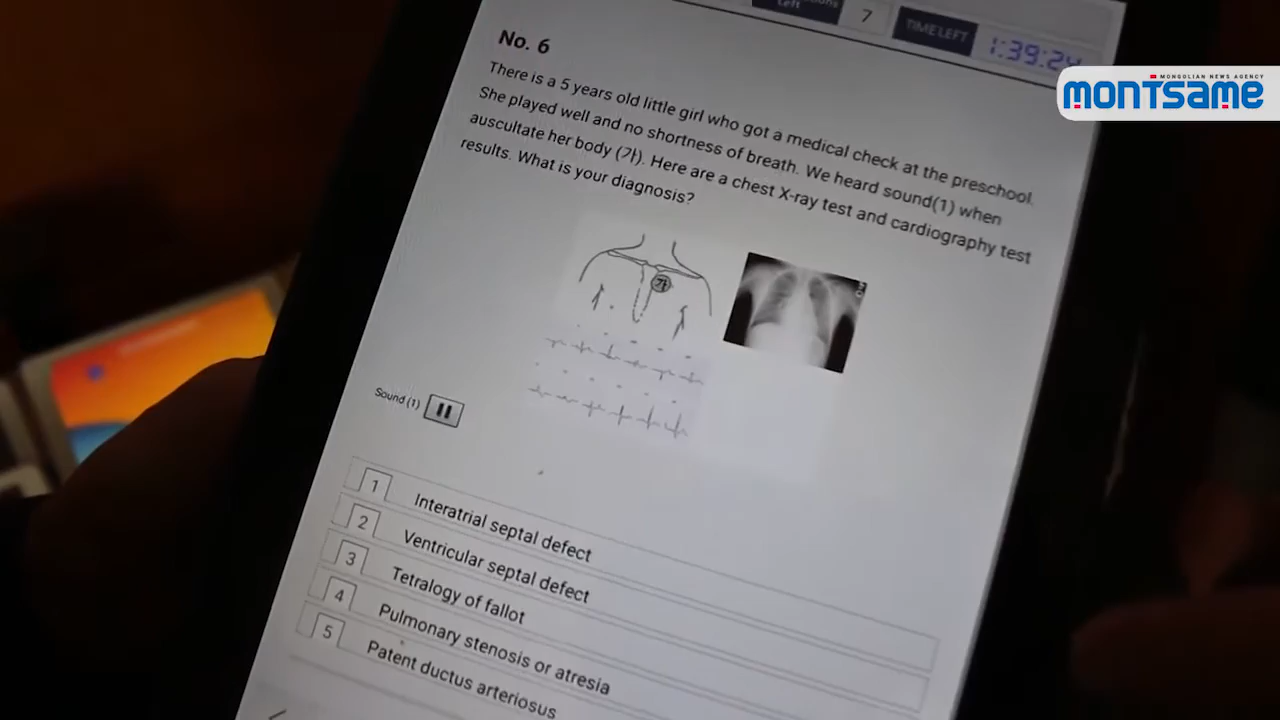 Left
7
TIME LEFT
1:39:24
MONGOLIAN NEWS AGENCY
MONTSAME
No. 6
There is a 5 years old little girl who got a medical check at the preschool.
She played well and no shortness of breath. We heard sound(1) when
auscultate her body (가). Here are a chest X-ray test and cardiography test
results. What is your diagnosis?
가
Sound (1)
1 Interatrial septal defect
2 Ventricular septal defect
3 Tetralogy of fallot
4 Pulmonary stenosis or atresia
5 Patent ductus arteriosus